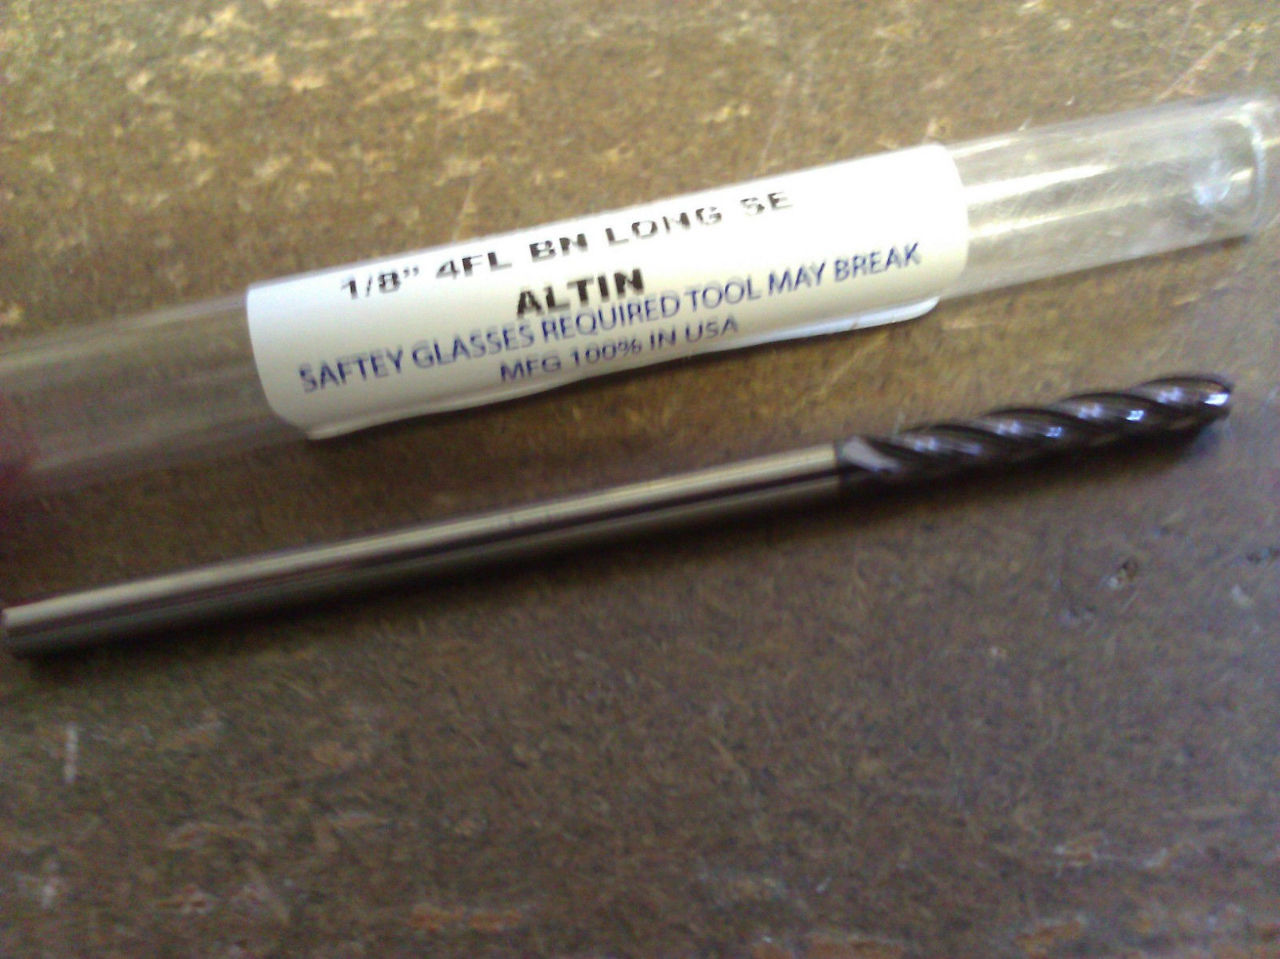 1/8" 4FL BN LONG SE
ALTIN
SAFTEY GLASSES REQUIRED TOOL MAY BREAK
MFG 100% IN USA